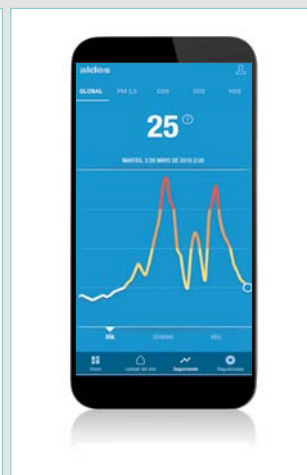 aldes
GLOBAL PM 2,5 COV CO2 H2O
25
MARTES, 3 DE MAYO DE 2018 2:00
DÍA SEMANA MES
Home Calidad del aire Seguimiento Regulaciones